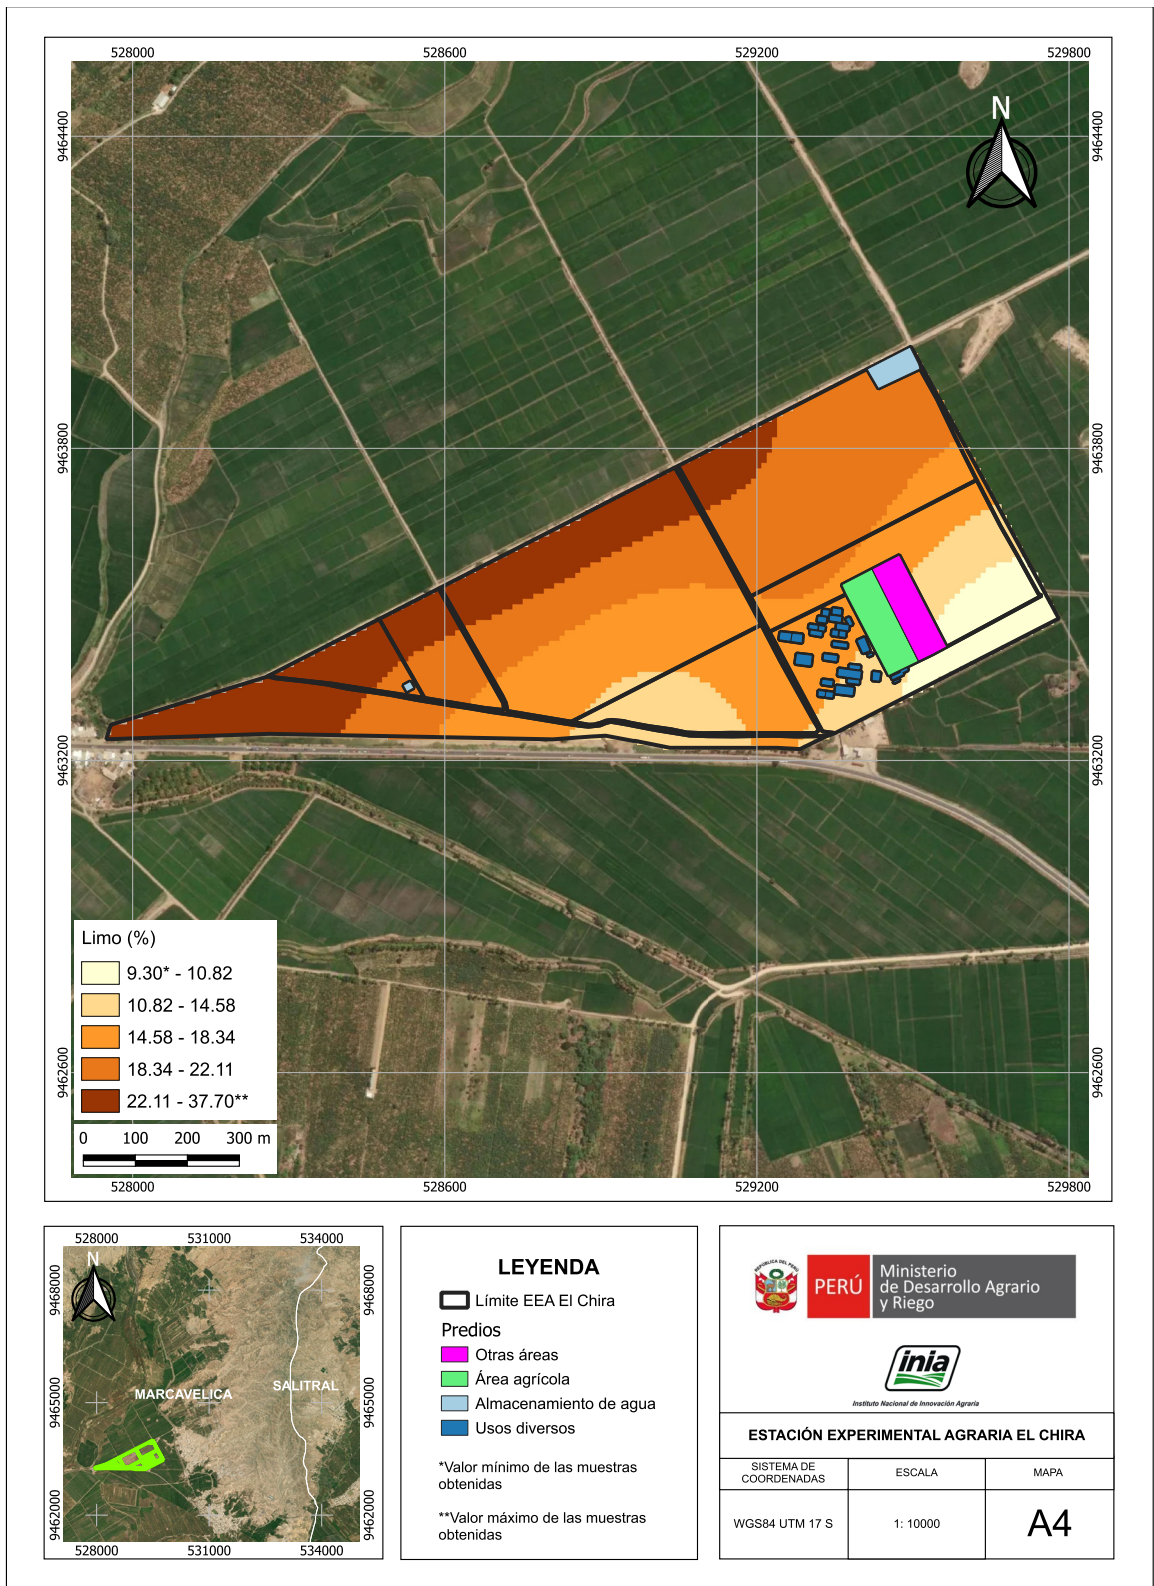 528000 528600 529200 529800
N
9464400 9464400
9463800 9463800
9463200 9463200
9462600 9462600
Limo (%)
9.30* - 10.82
10.82 - 14.58
14.58 - 18.34
18.34 - 22.11
22.11 - 37.70**
0 100 200 300 m
528000 528600 529200 529800
528000 531000 534000
N
9468000 9468000
MARCAVELICA SALITRAL
9465000 9465000
9462000 9462000
528000 531000 534000
LEYENDA
Límite EEA El Chira
Predios
Otras áreas
Área agrícola
Almacenamiento de agua
Usos diversos
*Valor mínimo de las muestras
obtenidas
**Valor máximo de las muestras
obtenidas
REPÚBLICA DEL PERÚ
PERÚ
Ministerio
de Desarrollo Agrario
y Riego
inia
Instituto Nacional de Innovación Agraria
ESTACIÓN EXPERIMENTAL AGRARIA EL CHIRA
SISTEMA DE
COORDENADAS
ESCALA
MAPA
WGS84 UTM 17 S
1: 10000
A4